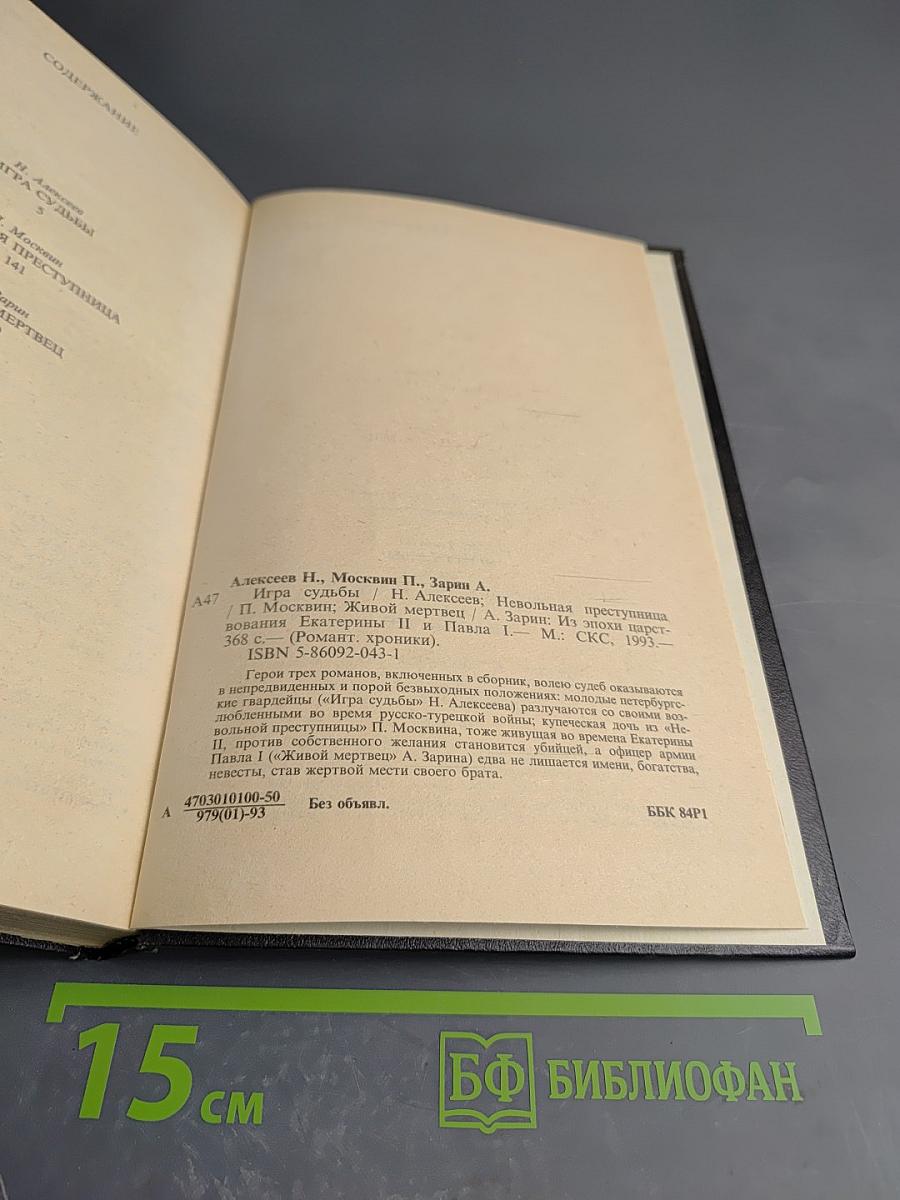 СОДЕРЖАНИЕ
Н. Алексеев
ИГРА СУДЬБЫ
5
Москвин
ПРЕСТУПНИЦА
141
Зарин
МЕРТВЕЦ
Алексеев Н., Москвин П., Зарин А.
А47 Игра судьбы / Н. Алексеев; Невольная преступница
/ П. Москвин; Живой мертвец / А. Зарин: Из эпохи царст-
вования Екатерины II и Павла I.— М.: СКС, 1993.—
368 с.— (Романт. хроники).
ISBN 5-86092-043-1
Герои трех романов, включенных в сборник, волею судеб оказываются
в непредвиденных и порой безвыходных положениях: молодые петербургс-
кие гвардейцы («Игра судьбы» Н. Алексеева) разлучаются со своими воз-
любленными во время русско-турецкой войны; купеческая дочь из «Не-
вольной преступницы» П. Москвина, тоже живущая во времена Екатерины
II, против собственного желания становится убийцей, а офицер армии
Павла I («Живой мертвец» А. Зарина) едва не лишается имени, богатства,
невесты, став жертвой мести своего брата.
А 4703010100-50 Без объявл.
979(01)-93
ББК 84Р1
15 см
БФ БИБЛИОФАН